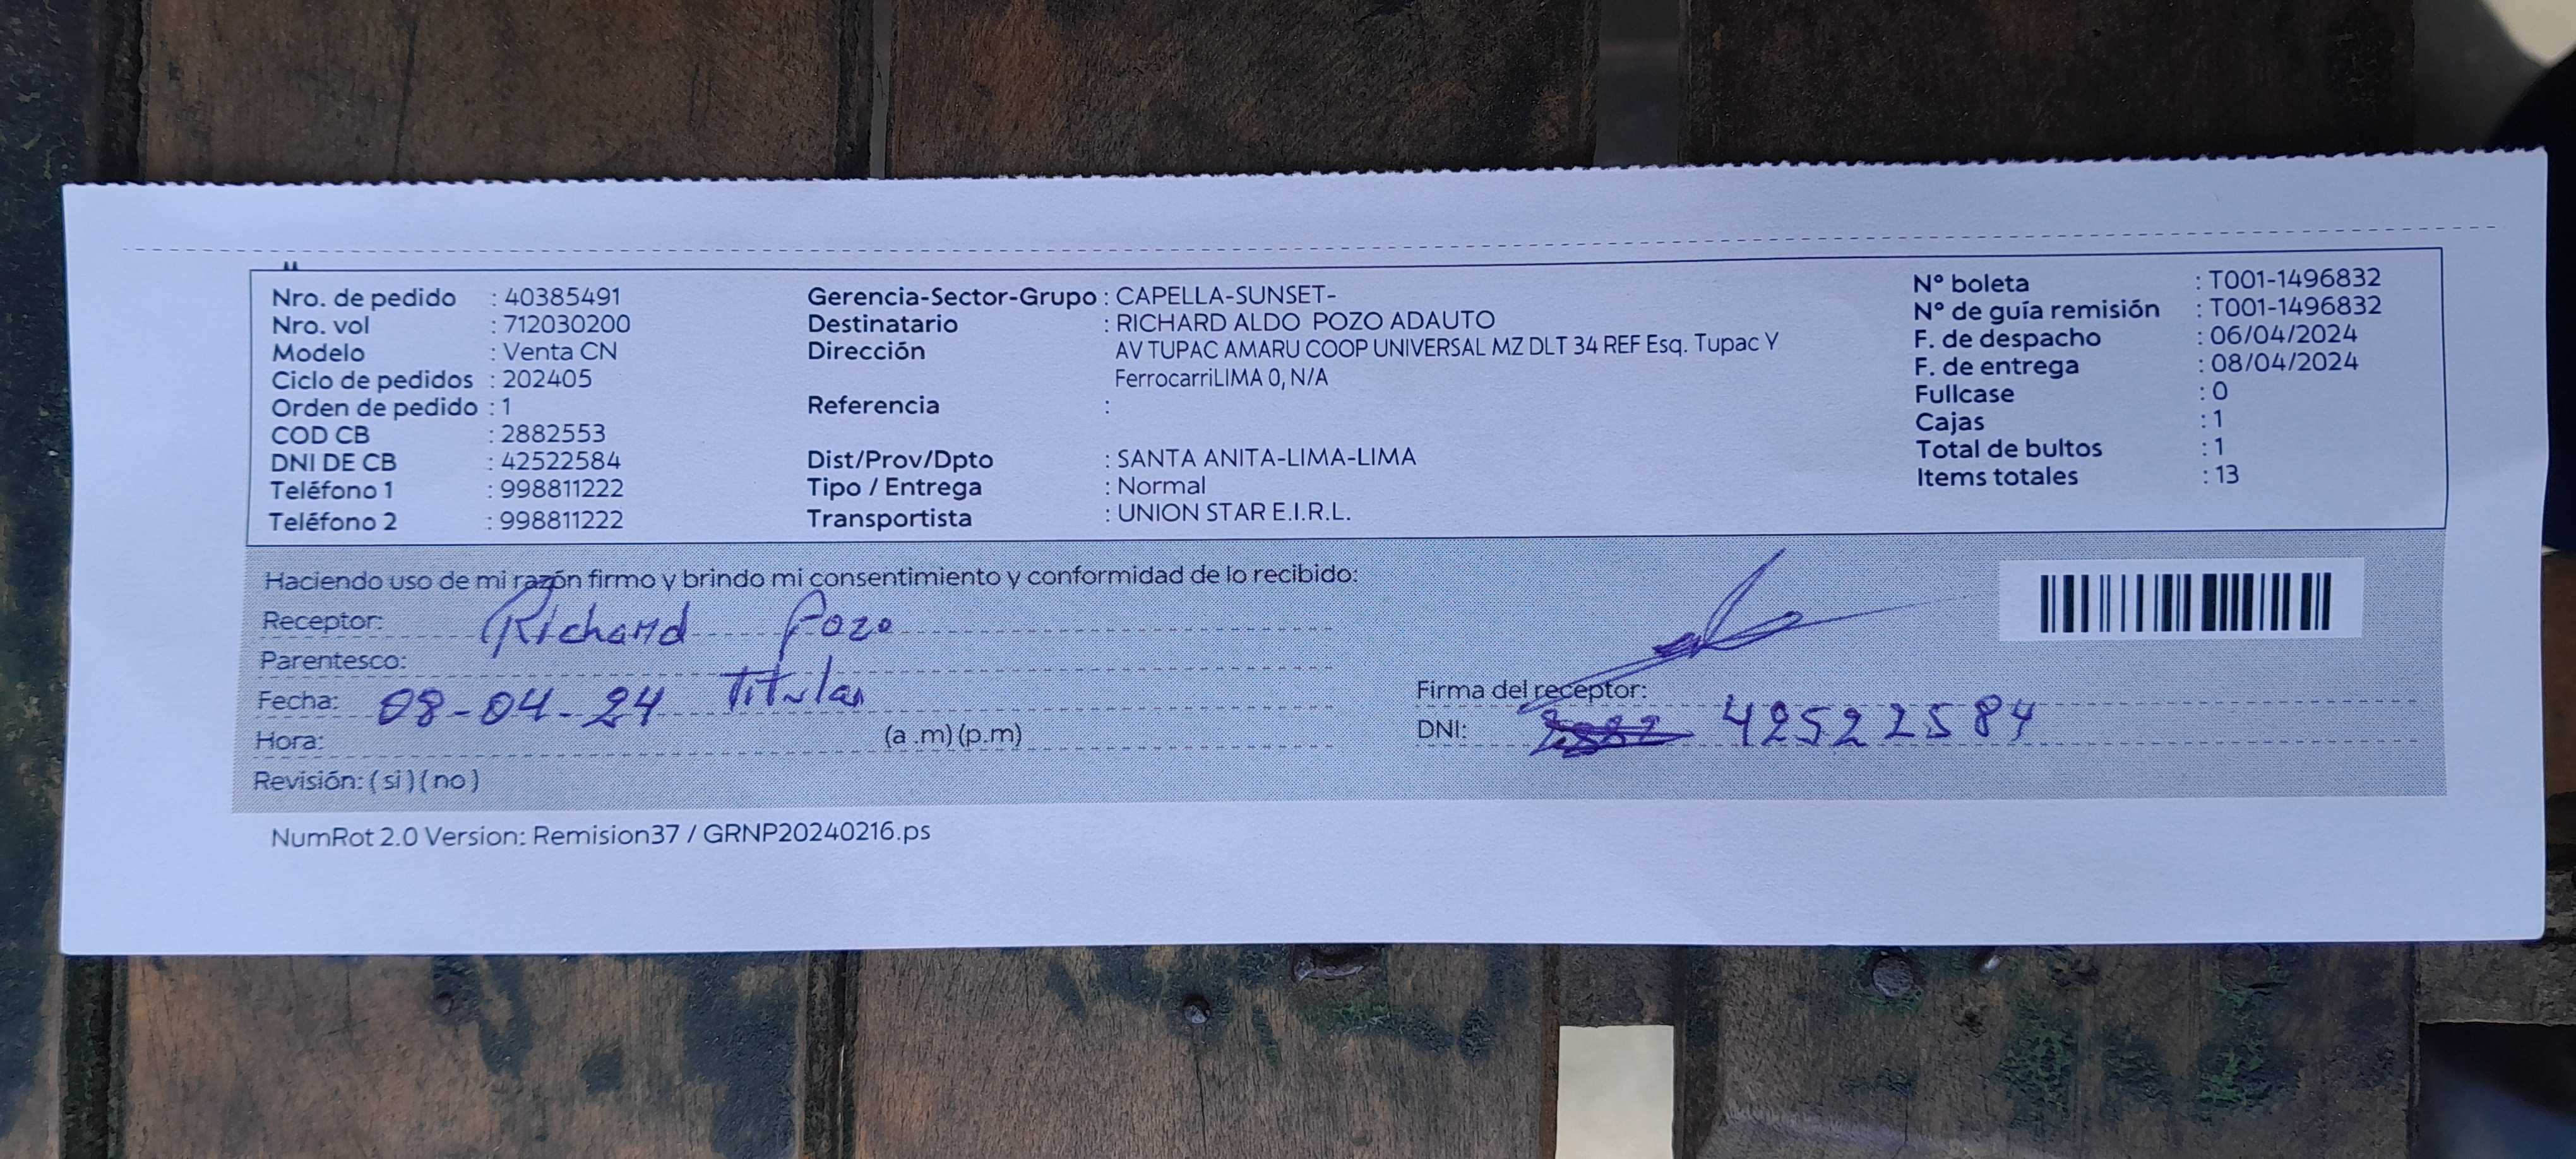 Nro. de pedido : 40385491
Nro. vol : 712030200
Modelo : Venta CN
Ciclo de pedidos : 202405
Orden de pedido : 1
COD CB : 2882553
DNI DE CB : 42522584
Teléfono 1 : 998811222
Teléfono 2 : 998811222
Gerencia-Sector-Grupo : CAPELLA-SUNSET-
Destinatario : RICHARD ALDO POZO ADAUTO
Dirección AV TUPAC AMARU COOP UNIVERSAL MZ DLT 34 REF Esq. Tupac Y
FerrocarriLIMA 0, N/A
Referencia :
Dist/Prov/Dpto : SANTA ANITA-LIMA-LIMA
Tipo / Entrega : Normal
Transportista : UNION STAR E.I.R.L.
Nº boleta : T001-1496832
Nº de guía remisión : T001-1496832
F. de despacho : 06/04/2024
F. de entrega : 08/04/2024
Fullcase : 0
Cajas : 1
Total de bultos : 1
Items totales : 13
Haciendo uso de mi razón firmo y brindo mi consentimiento y conformidad de lo recibido:
Receptor: Richard Pozo
Parentesco: Titular
Fecha: 08-04-24
Hora: (a .m) (p.m)
Revisión: ( si ) ( no )
Firma del receptor:
DNI: 42522584
NumRot 2.0 Version: Remision37 / GRNP20240216.ps